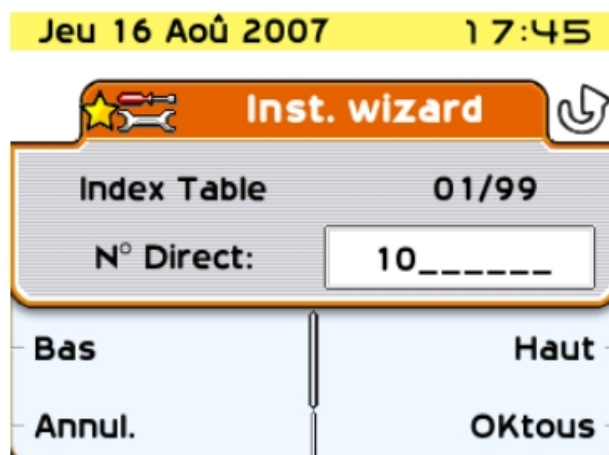 Jeu 16 Aoû 2007 17:45
Inst. wizard
Index Table 01/99
N° Direct: 10______
Bas Haut
Annul. OKtous